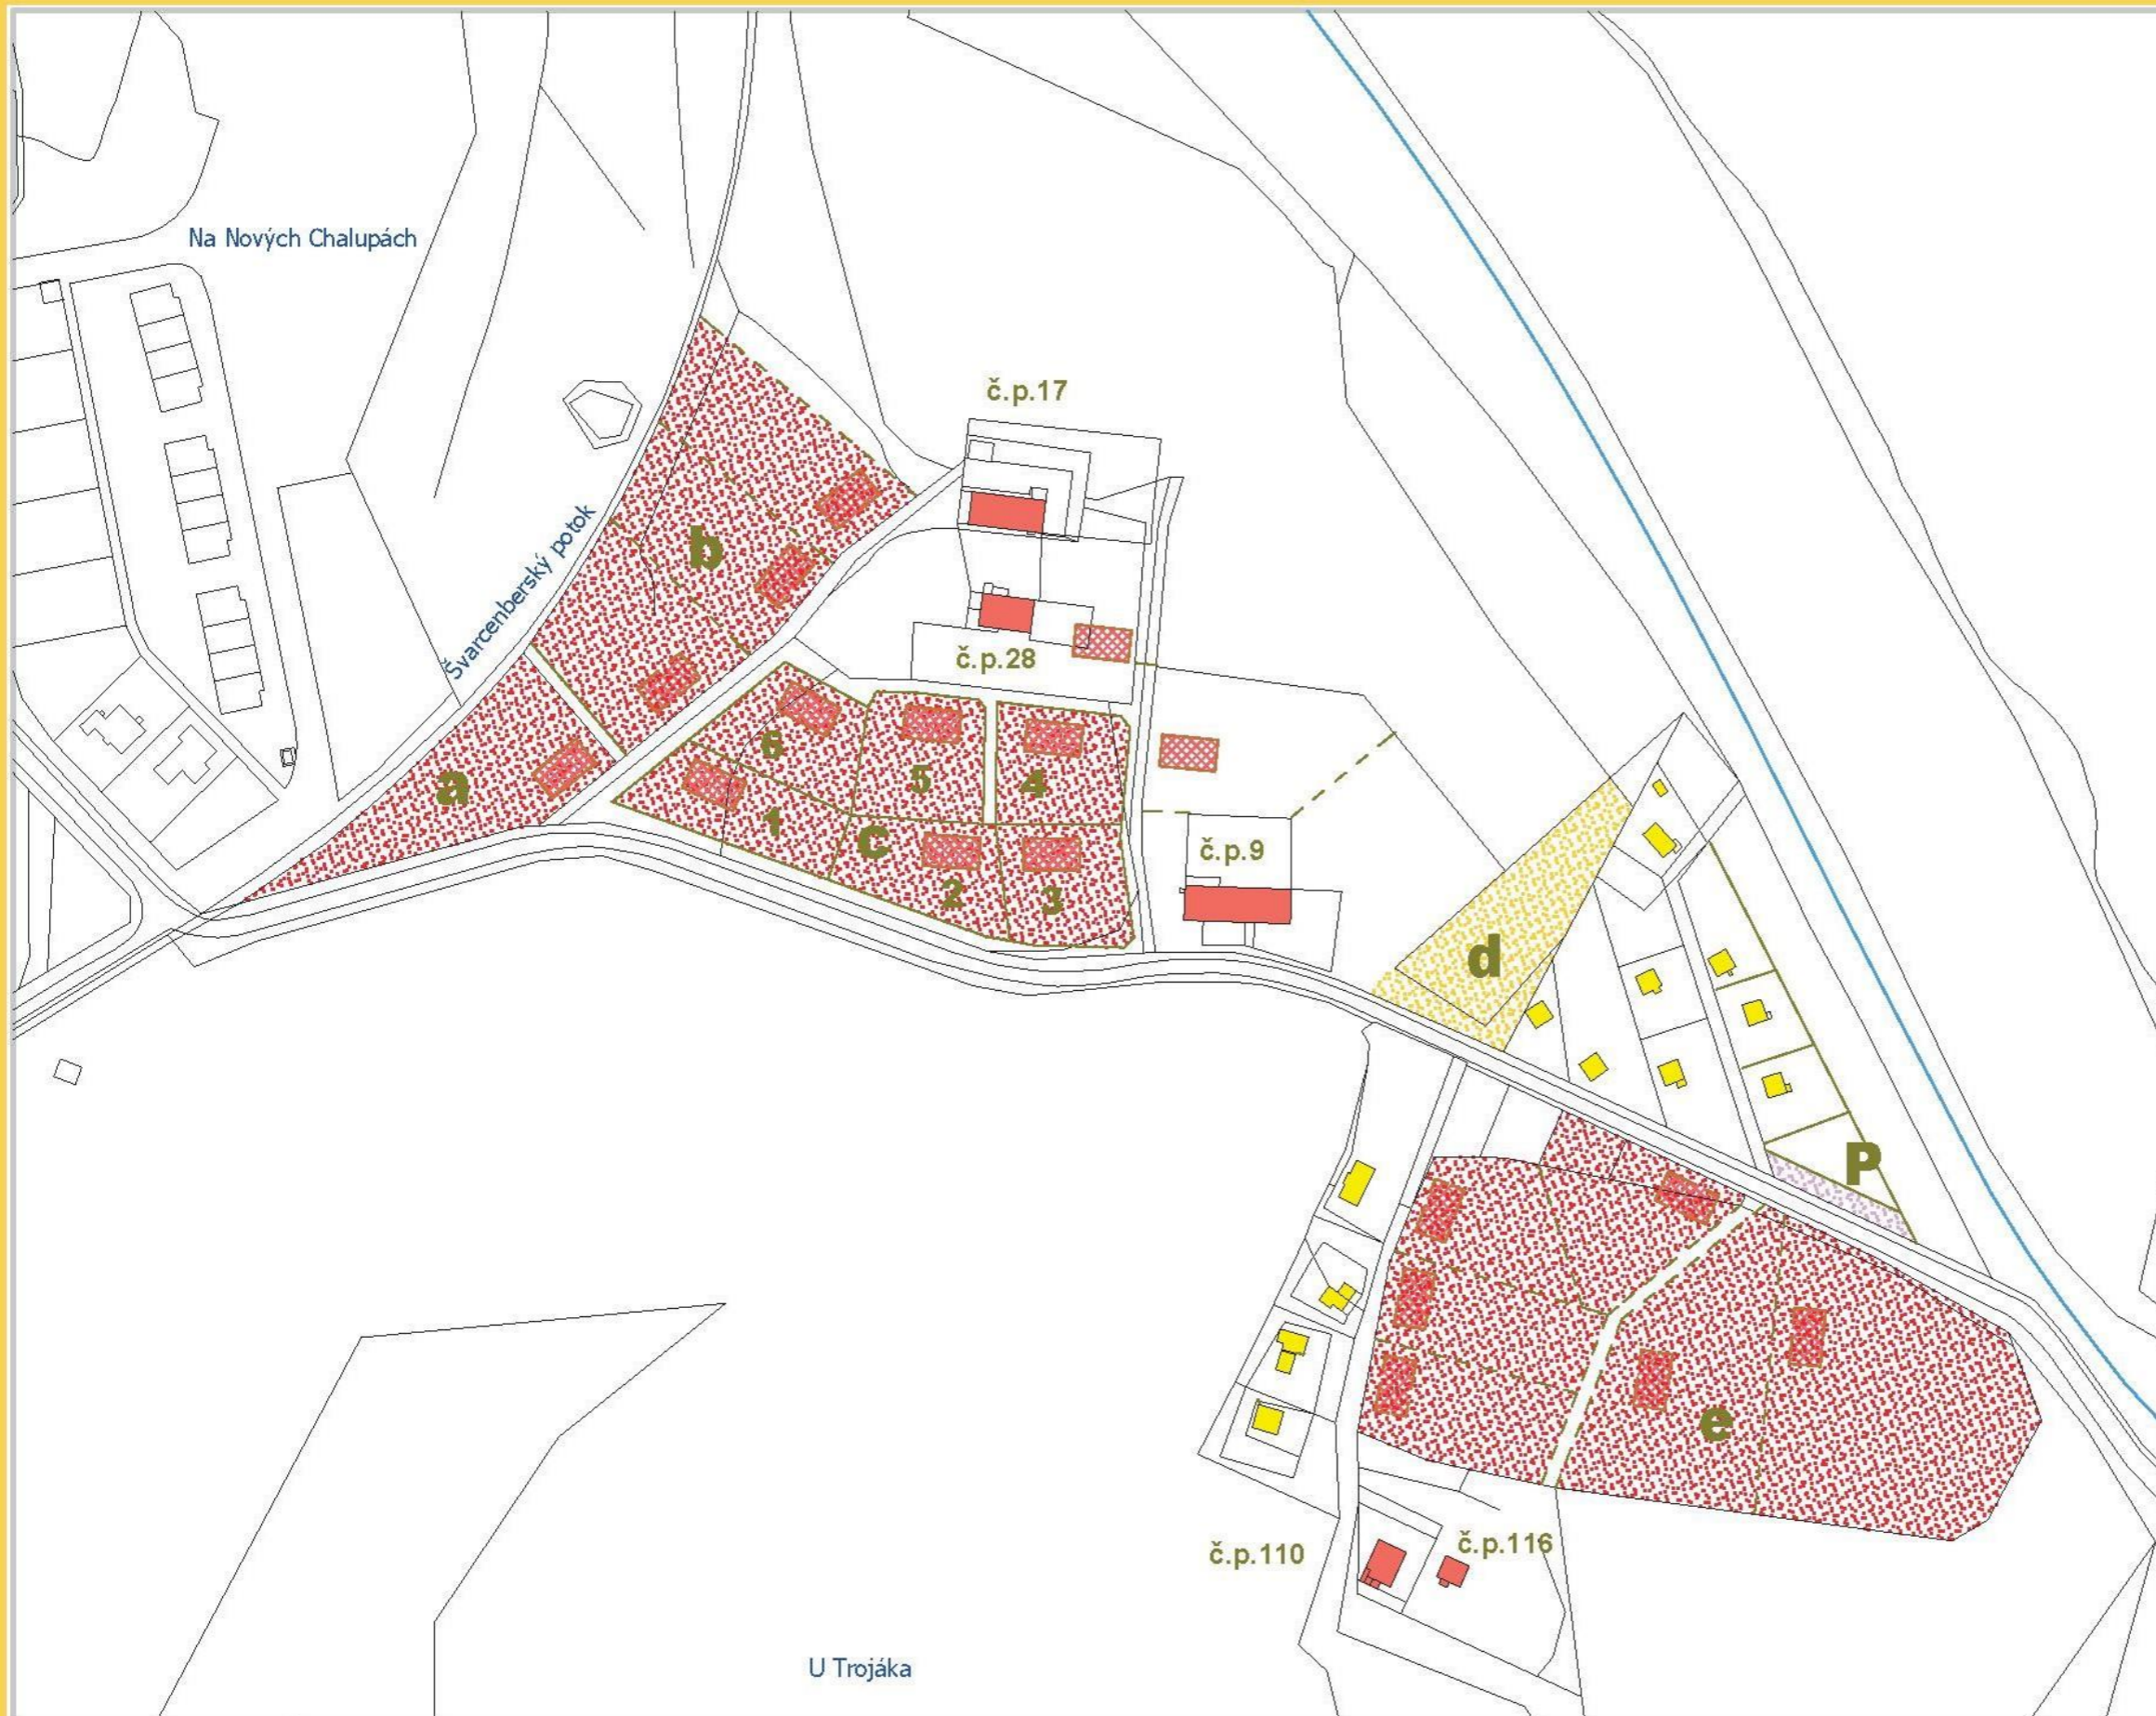 Na Nových Chalupách
č.p.17
b
Švarcenberský potok
č.p.28
6
5
4
a
1
c
č.p.9
2
3
d
P
e
č.p.110
č.p.116
U Trojáka